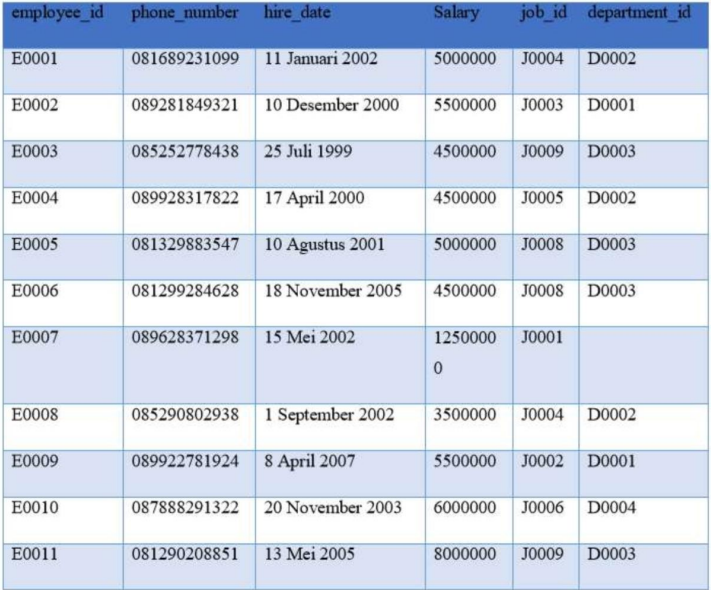 employee_id phone_number hire_date Salary job_id department_id
E0001 081689231099 11 Januari 2002 5000000 J0004 D0002
E0002 089281849321 10 Desember 2000 5500000 J0003 D0001
E0003 085252778438 25 Juli 1999 4500000 J0009 D0003
E0004 089928317822 17 April 2000 4500000 J0005 D0002
E0005 081329883547 10 Agustus 2001 5000000 J0008 D0003
E0006 081299284628 18 November 2005 4500000 J0008 D0003
E0007 089628371298 15 Mei 2002 1250000 J0001
0
E0008 085290802938 1 September 2002 3500000 J0004 D0002
E0009 089922781924 8 April 2007 5500000 J0002 D0001
E0010 087888291322 20 November 2003 6000000 J0006 D0004
E0011 081290208851 13 Mei 2005 8000000 J0009 D0003